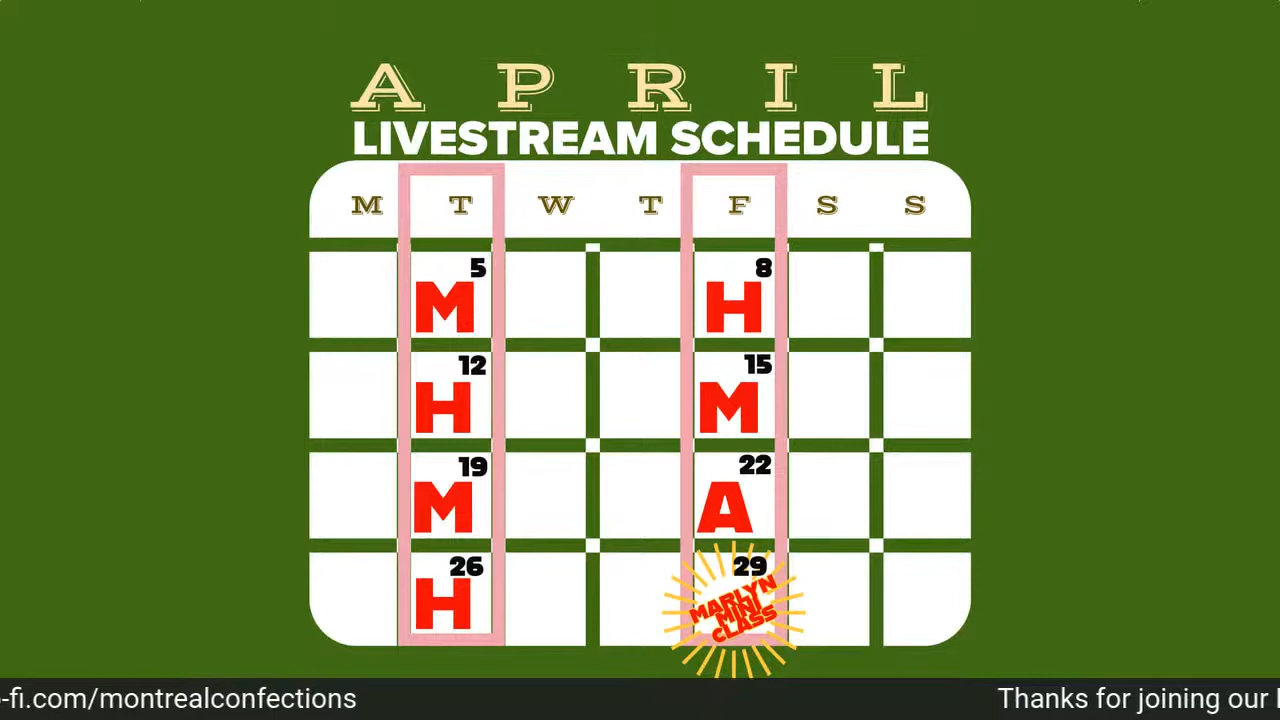 APRIL
LIVESTREAM SCHEDULE
M T W T F S S
5 8
M H
12 15
H M
19 22
M A
26 29
H MARLYN
MINI
CLASS
-fi.com/montrealconfections Thanks for joining our